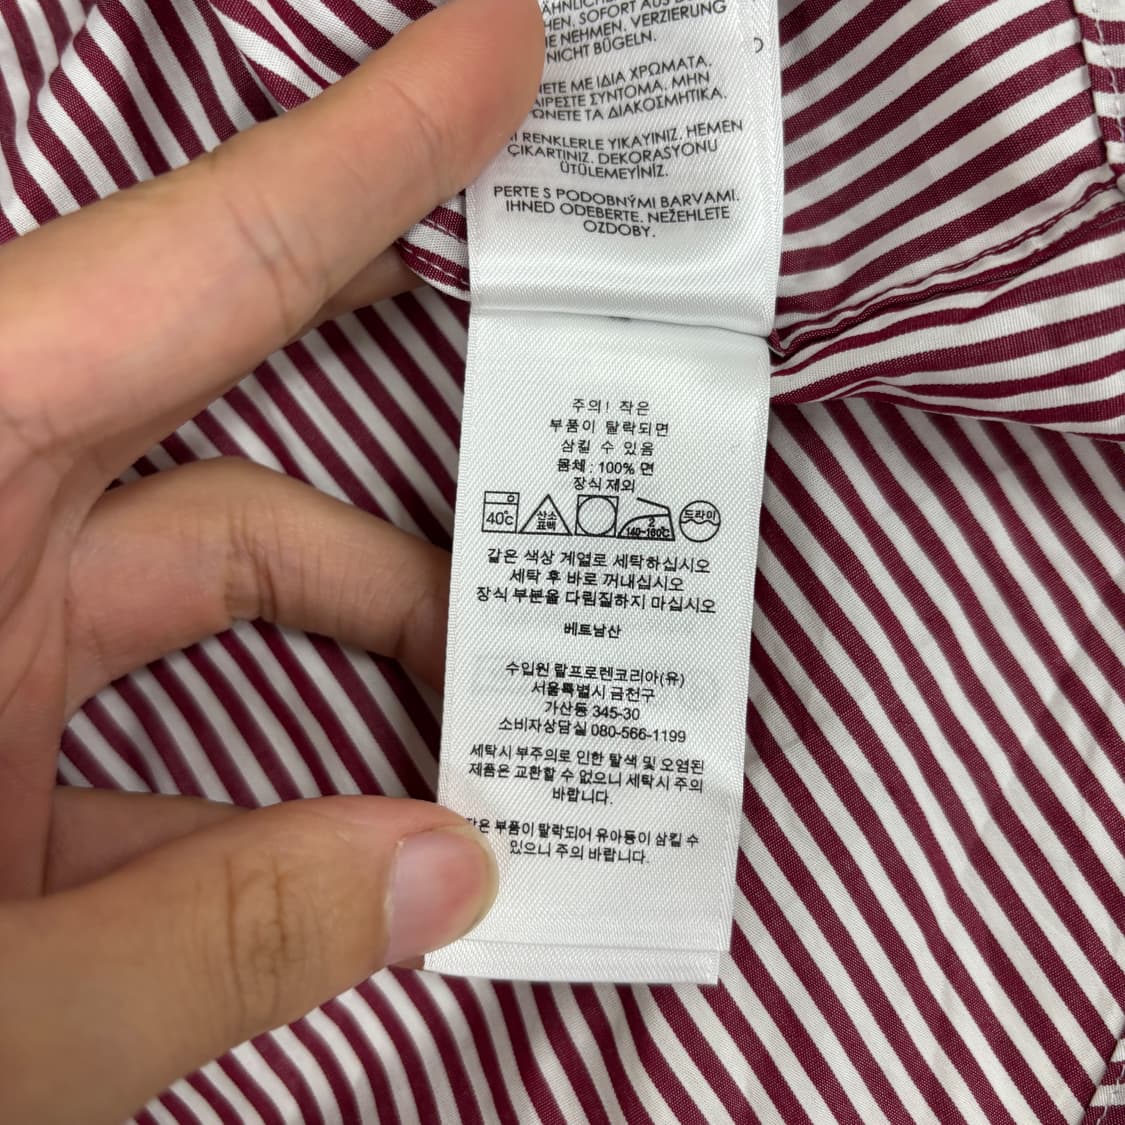 ÄHNLICHE
HEN. SOFORT AUS
NEHMEN. VERZIERUNG
NICHT BÜGELN.
ΜΕ ΙΔΙΑ ΧΡΩΜΑΤΑ.
ΣΥΝΤΟΜΑ. ΜΗΝ
ΤΑ ΔΙΑΚΟΣΜΗΤΙΚΑ.
RENKLERLE YIKAYINIZ. HEMEN
ÇIKARTINIZ. DEKORASYONU
ÜTÜLEMEYİNİZ.
PERTE S PODOBNÝMI BARVAMI.
IHNED ODEBERTE. NEŽEHLETE
OZDOBY.
주의! 작은
부품이 탈락되면
삼킬 수 있음
몸체 : 100% 면
장식 제외
40℃ 산소 표백 2 140~160℃ 드라이
같은 색상 계열로 세탁하십시오
세탁 후 바로 꺼내십시오
장식 부분을 다림질하지 마십시오
베트남산
수입원 랄프로렌코리아(유)
서울특별시 금천구
가산동 345-30
소비자상담실 080-566-1199
세탁시 부주의로 인한 탈색 및 오염된
제품은 교환할 수 없으니 세탁시 주의
바랍니다.
작은 부품이 탈락되어 유아등이 삼킬 수
있으니 주의 바랍니다.